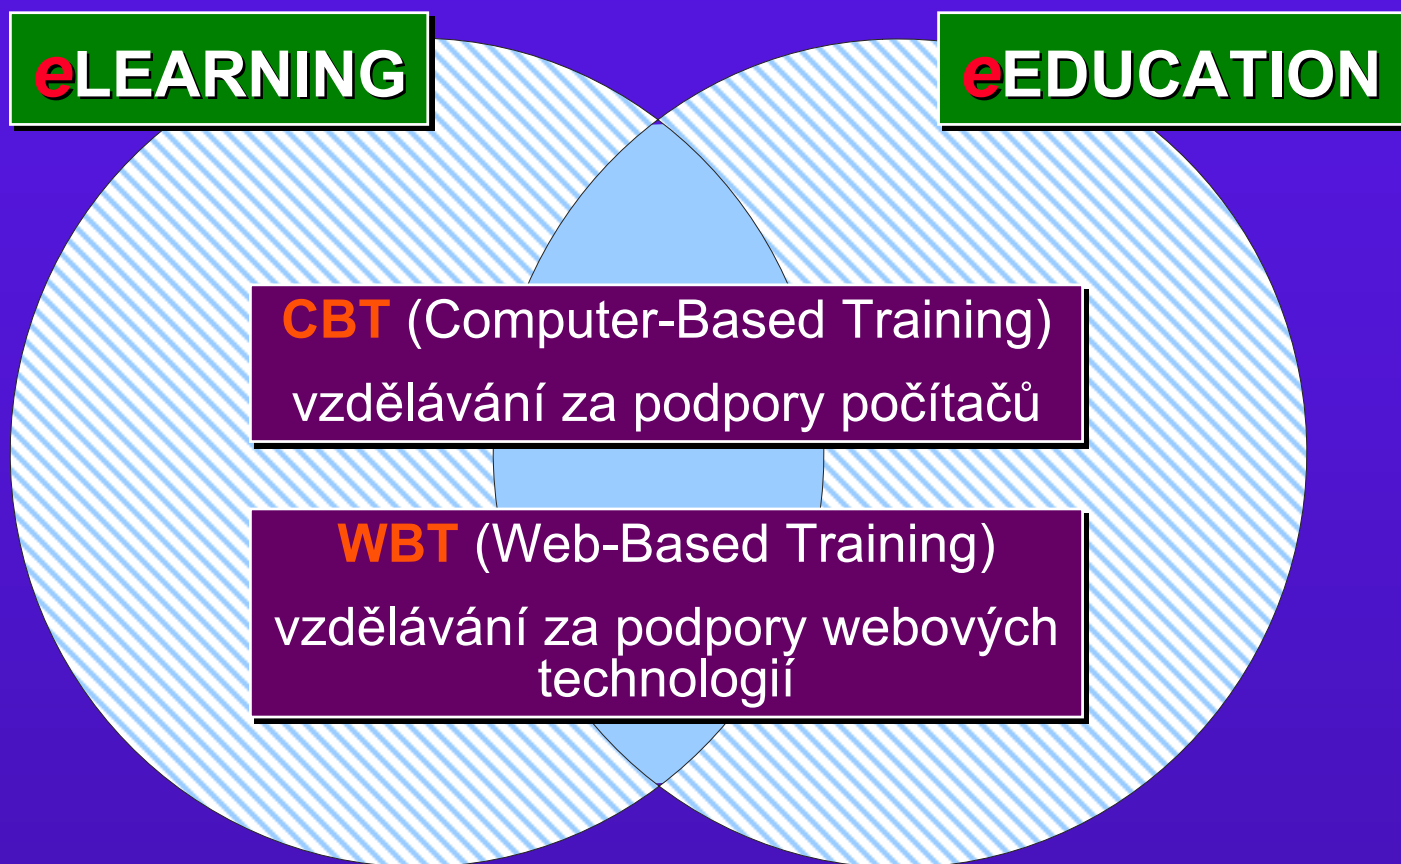 eLEARNING
eEDUCATION
CBT (Computer-Based Training)
vzdělávání za podpory počítačů
WBT (Web-Based Training)
vzdělávání za podpory webových
technologií